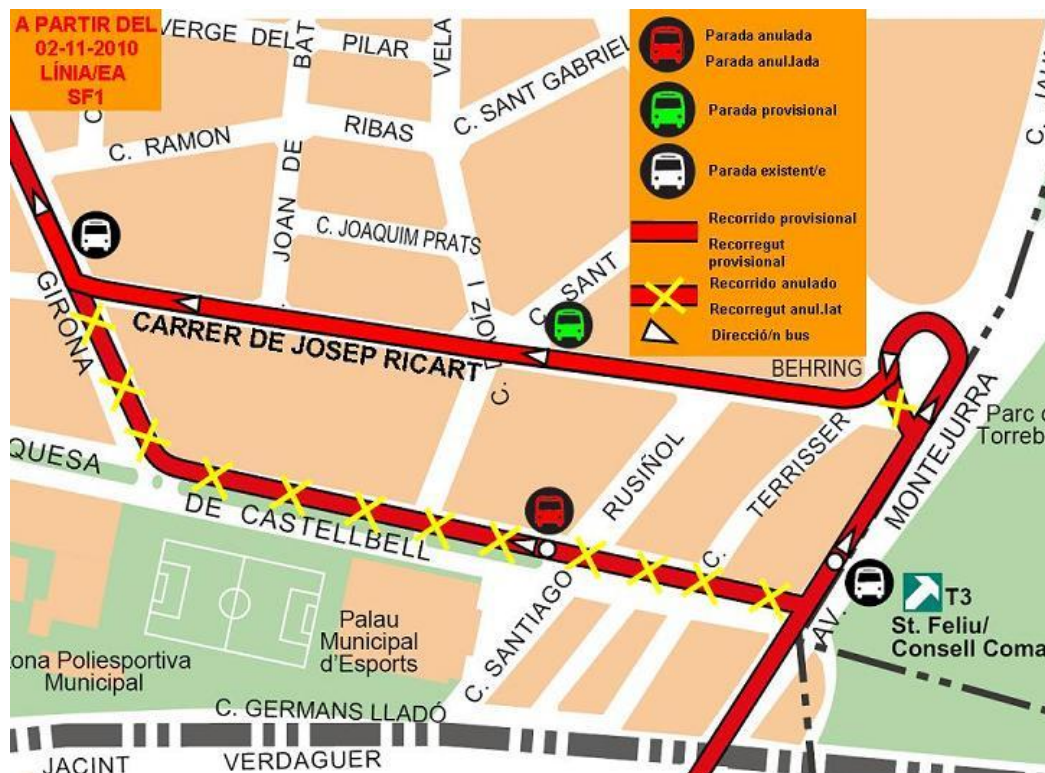 A PARTIR DEL
02-11-2010
LÍNIA/EA
SF1
VERGE DEL PILAR
JOAN DE BAT
VELA
C. SANT GABRIEL
C. RAMON RIBAS
C. JOAQUIM PRATS
C. SANT
I ZIOL
C.
GIRONA
CARRER DE JOSEP RICART
BEHRING
Parada anulada
Parada anul.lada
Parada provisional
Parada existent/e
Recorrido provisional
Recorregut
provisional
Recorrido anulado
Recorregut anul.lat
Direcció/n bus
Parc
Torreb
AV. MONTEJURRA
C. TERRISSER
C. SANTIAGO RUSIÑOL
QUESA DE CASTELLBELL
T3
St. Feliu/
Consell Coma
Palau
Municipal
d'Esports
ona Poliesportiva
Municipal
C. GERMANS LLADÓ
JACINT VERDAGUER